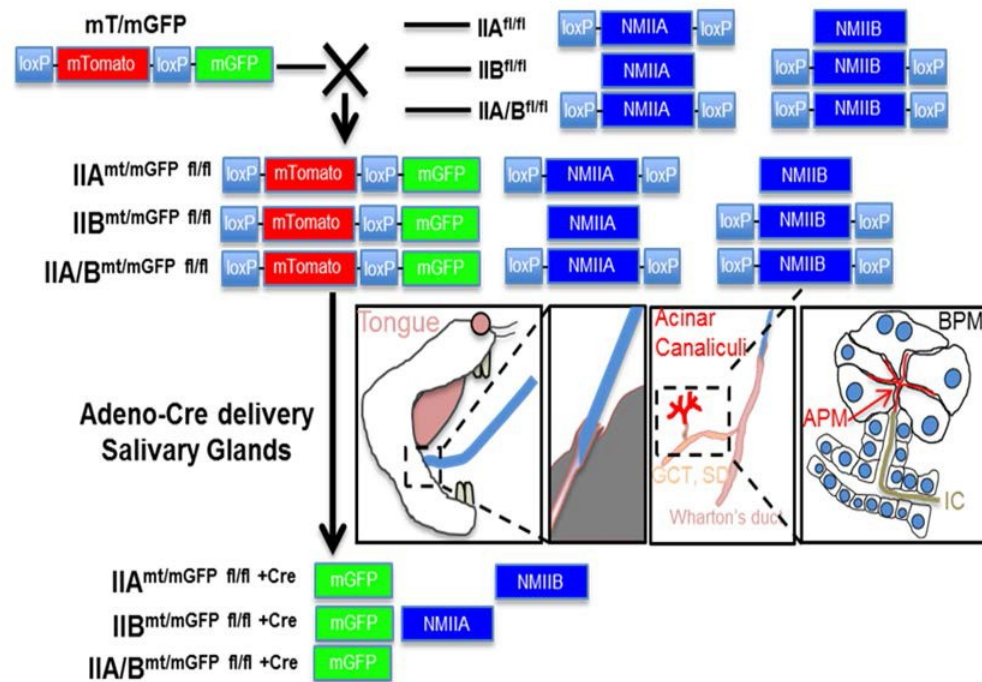 mT/mGFP
loxP mTomato loxP mGFP
IIA fl/fl loxP NMIIA loxP NMIIB
IIB fl/fl NMIIA loxP NMIIB loxP
IIA/B fl/fl loxP NMIIA loxP loxP NMIIB loxP
IIA mt/mGFP fl/fl loxP mTomato loxP mGFP loxP NMIIA loxP NMIIB
IIB mt/mGFP fl/fl loxP mTomato loxP mGFP NMIIA loxP NMIIB loxP
IIA/B mt/mGFP fl/fl loxP mTomato loxP mGFP loxP NMIIA loxP loxP NMIIB loxP
Adeno-Cre delivery
Salivary Glands
Tongue
Acinar
Canaliculi
GCT, SD
Wharton's duct
BPM
APM
IC
IIA mt/mGFP fl/fl +Cre mGFP NMIIB
IIB mt/mGFP fl/fl +Cre mGFP NMIIA
IIA/B mt/mGFP fl/fl +Cre mGFP